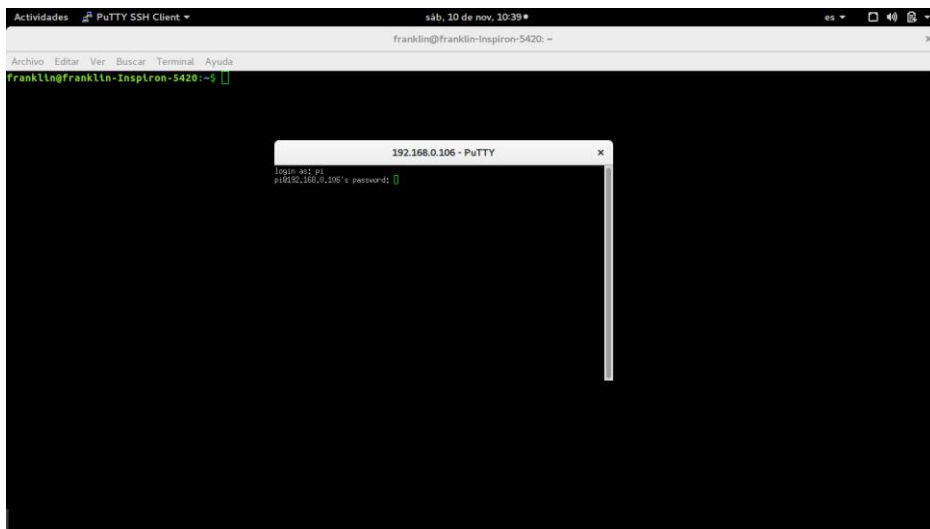 Actividades PuTTY SSH Client sáb, 10 de nov, 10:39 es
franklin@franklin-Inspiron-5420: ~
Archivo Editar Ver Buscar Terminal Ayuda
franklin@franklin-Inspiron-5420:~$
192.168.0.106 - PuTTY
login as: pi
pi@192.168.0.106's password: